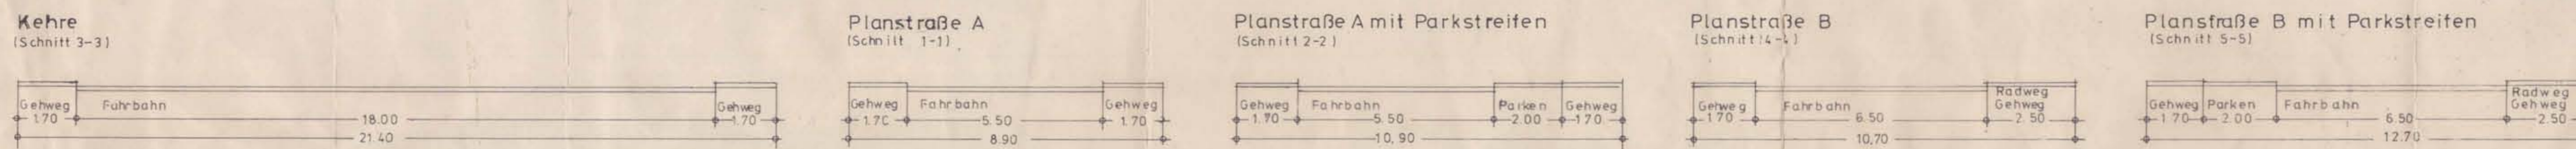 Kehre
(Schnitt 3-3)
Gehweg Fahrbahn Gehweg
1.70 18.00 1.70
21.40
Planstraße A
(Schnitt 1-1)
Gehweg Fahrbahn Gehweg
1.70 5.50 1.70
8.90
Planstraße A mit Parkstreifen
(Schnitt 2-2)
Gehweg Fahrbahn Parken Gehweg
1.70 5.50 2.00 1.70
10,90
Planstraße B
(Schnitt 4-4)
Radweg
Gehweg Fahrbahn Gehweg
1.70 6.50 2.50
10,70
Planstraße B mit Parkstreifen
(Schnitt 5-5)
Radweg
Gehweg Parken Fahrbahn Gehweg
1.70 2.00 6.50 2.50
12.70